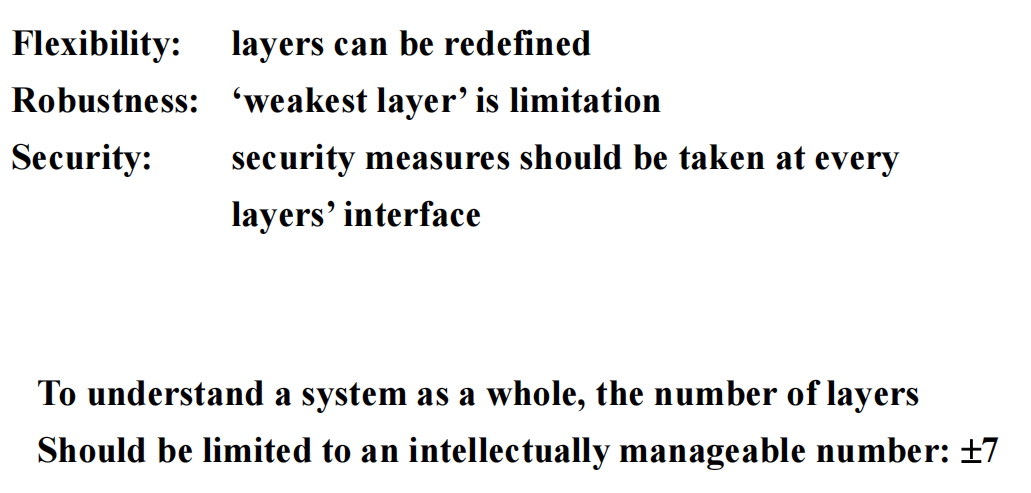 Flexibility: layers can be redefined
Robustness: ‘weakest layer’ is limitation
Security: security measures should be taken at every
layers’ interface
To understand a system as a whole, the number of layers
Should be limited to an intellectually manageable number: ±7